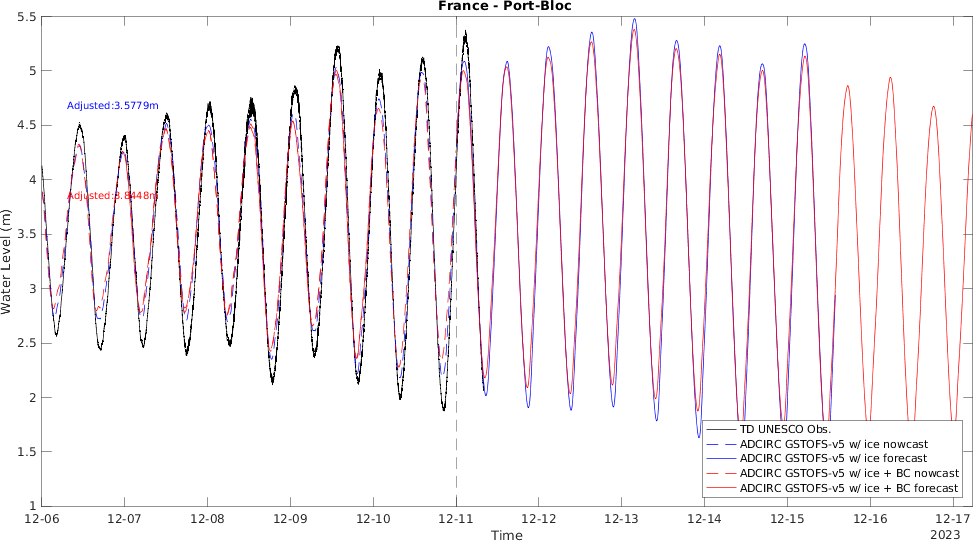 France - Port-Bloc
5.5
5
4.5
4
3.5
3
2.5
2
1.5
1
Water Level (m)
Adjusted:3.5779m
Adjusted:3.8448m
TD UNESCO Obs.
ADCIRC GSTOFS-v5 w/ ice nowcast
ADCIRC GSTOFS-v5 w/ ice forecast
ADCIRC GSTOFS-v5 w/ ice + BC nowcast
ADCIRC GSTOFS-v5 w/ ice + BC forecast
12-06 12-07 12-08 12-09 12-10 12-11 12-12 12-13 12-14 12-15 12-16 12-17
Time
2023